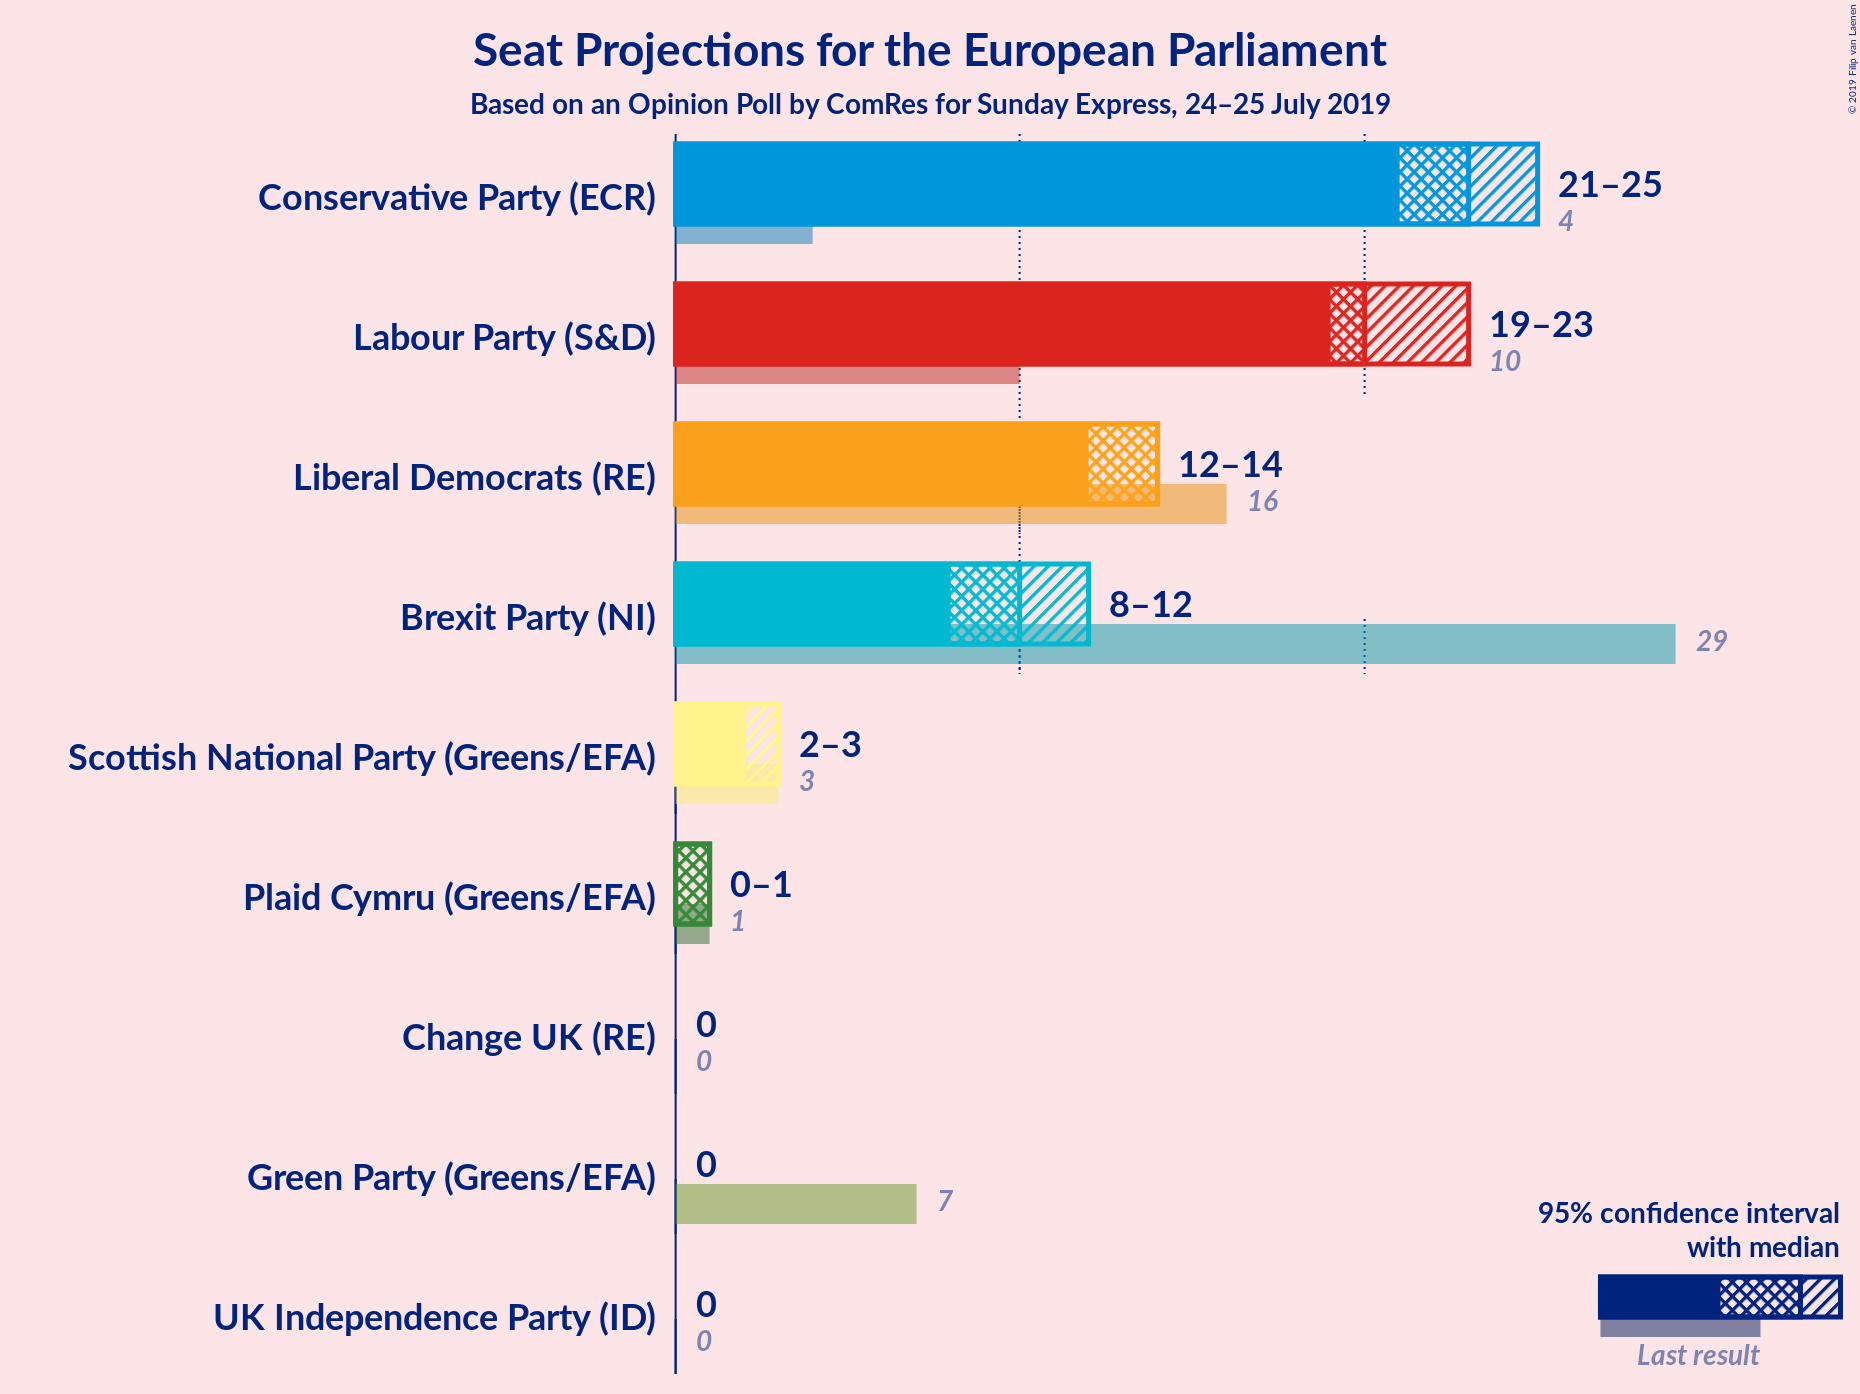 Seat Projections for the European Parliament
Based on an Opinion Poll by ComRes for Sunday Express, 24–25 July 2019
© 2019 Filip van Laenen
Conservative Party (ECR)
21–25
4
Labour Party (S&D)
19–23
10
Liberal Democrats (RE)
12–14
16
Brexit Party (NI)
8–12
29
Scottish National Party (Greens/EFA)
2–3
3
Plaid Cymru (Greens/EFA)
0–1
1
Change UK (RE)
0
0
Green Party (Greens/EFA)
0
7
UK Independence Party (ID)
0
0
95% confidence interval
with median
Last result